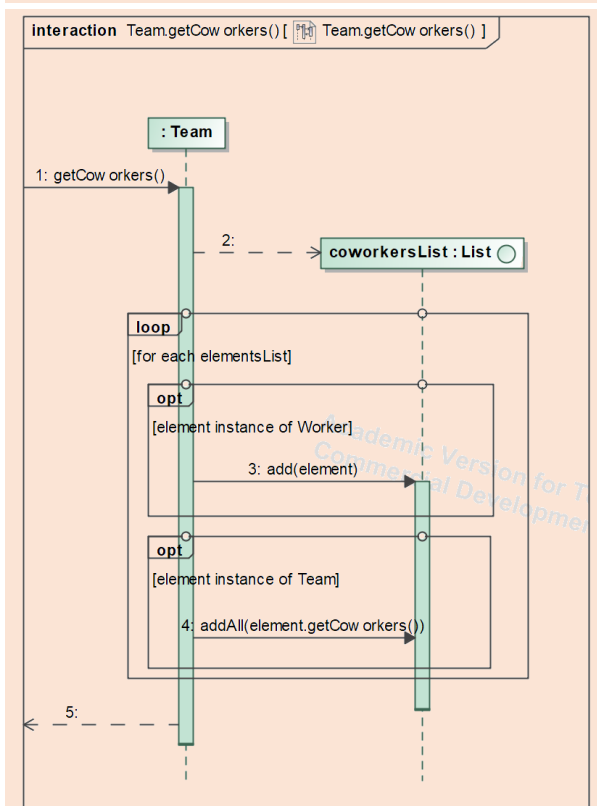 interaction Team.getCow orkers() [ Team.getCow orkers() ]
: Team
1: getCow orkers()
2:
coworkersList : List
loop
[for each elementsList]
opt
[element instance of Worker]
Academic Version for T
Commercial Developmen
3: add(element)
opt
[element instance of Team]
4: addAll(element.getCow orkers())
5: